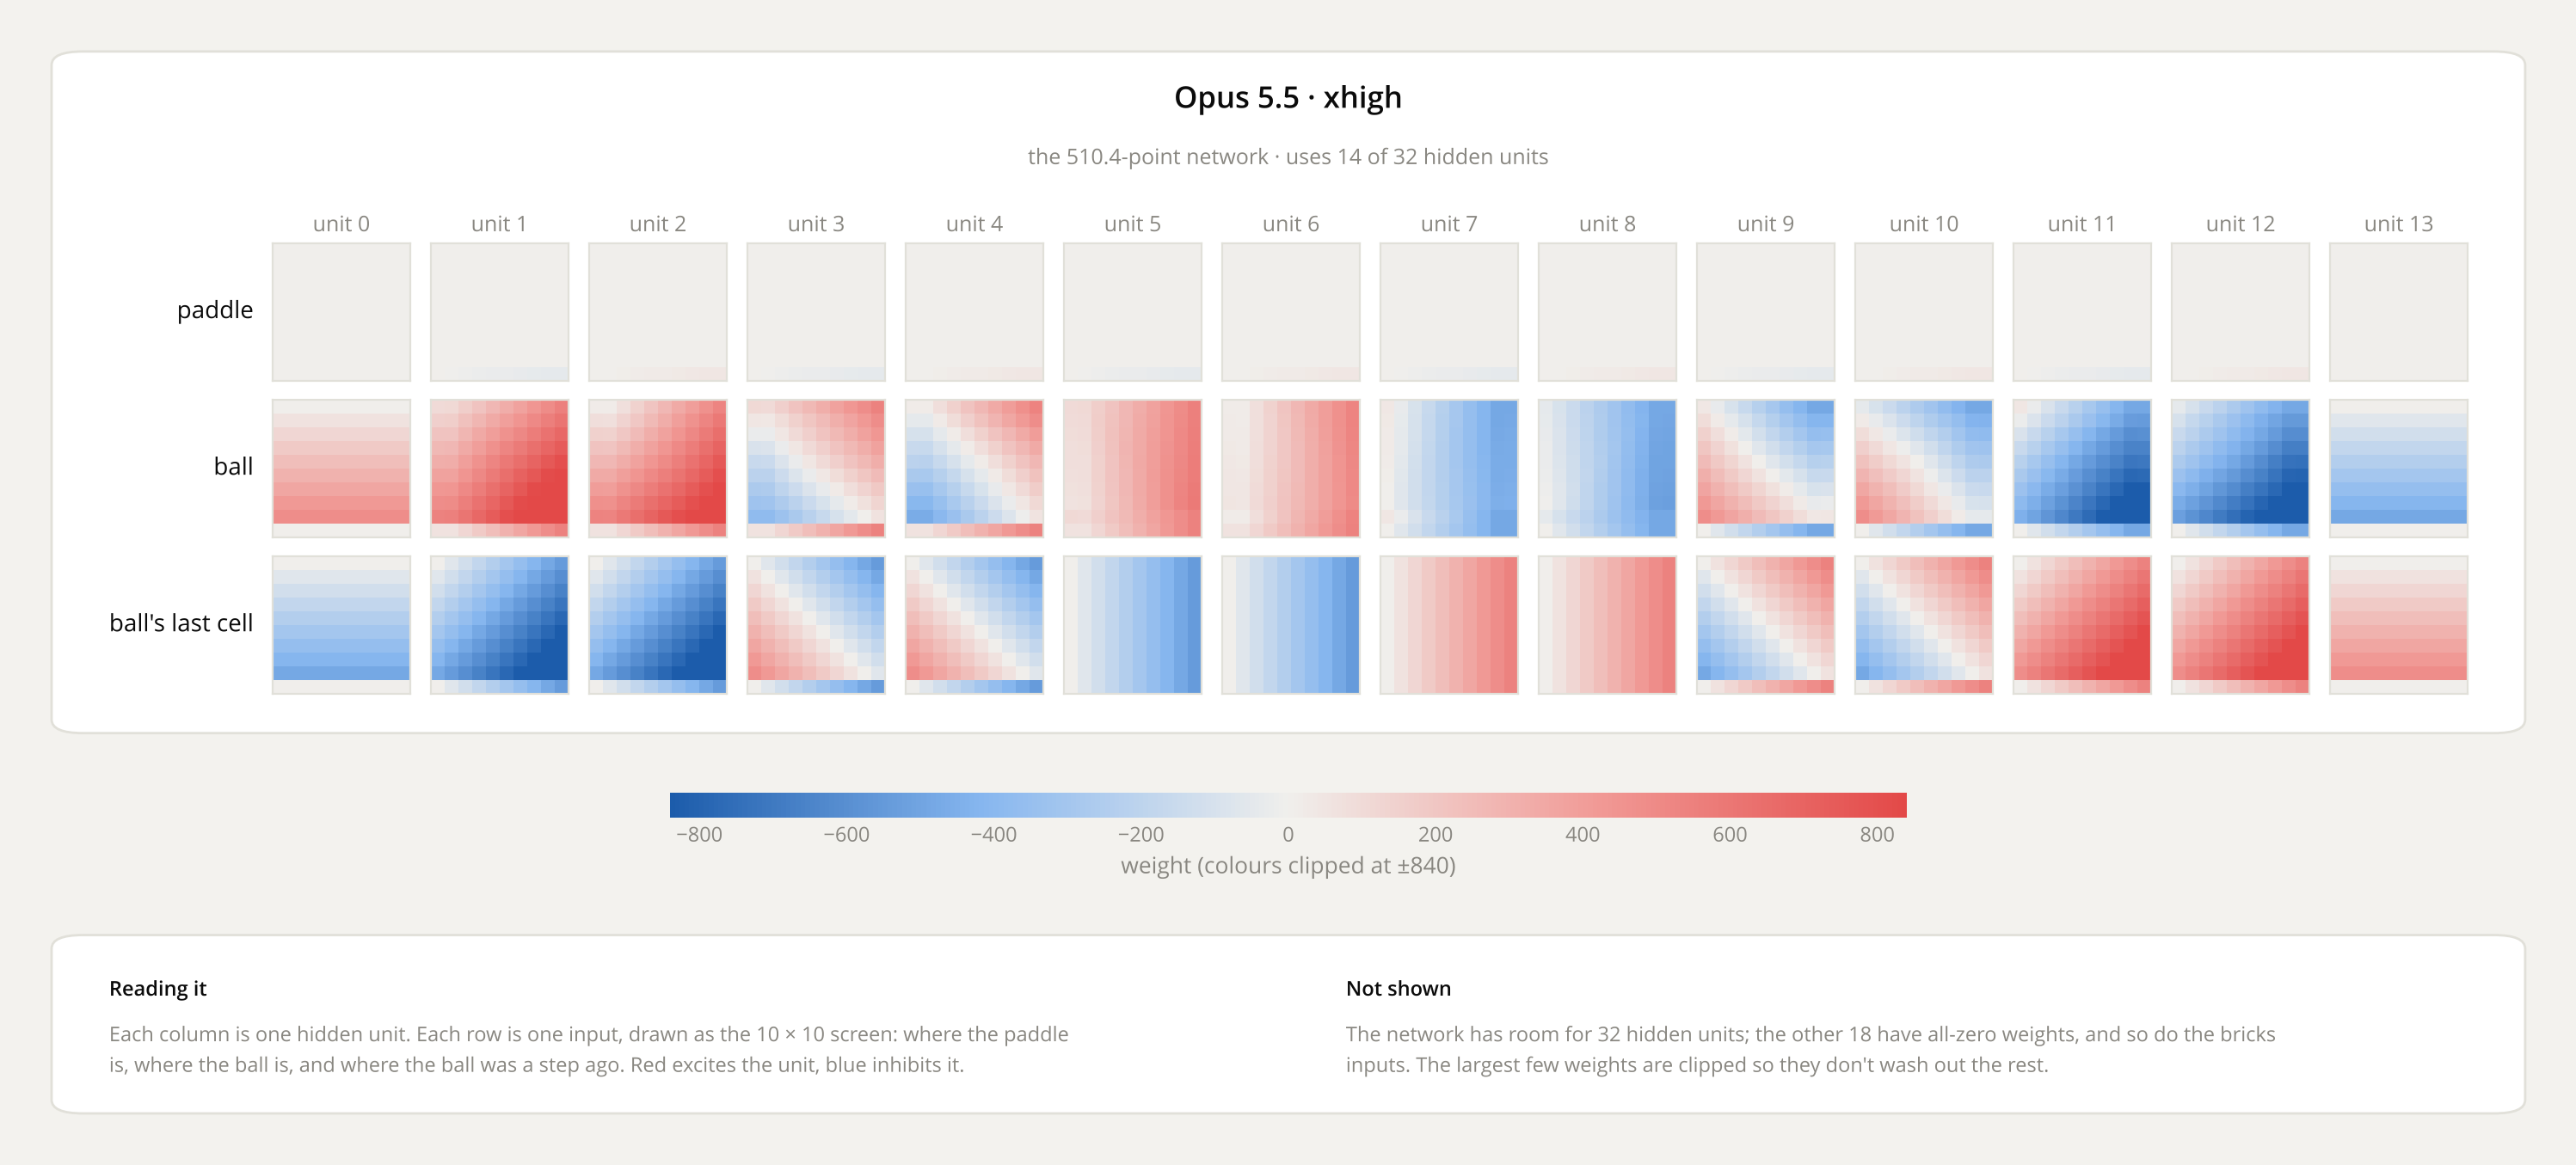 Opus 5.5 · xhigh
the 510.4-point network · uses 14 of 32 hidden units
unit 0 unit 1 unit 2 unit 3 unit 4 unit 5 unit 6 unit 7 unit 8 unit 9 unit 10 unit 11 unit 12 unit 13
paddle
ball
ball's last cell
−800 −600 −400 −200 0 200 400 600 800
weight (colours clipped at ±840)
Reading it
Each column is one hidden unit. Each row is one input, drawn as the 10 × 10 screen: where the paddle
is, where the ball is, and where the ball was a step ago. Red excites the unit, blue inhibits it.
Not shown
The network has room for 32 hidden units; the other 18 have all-zero weights, and so do the bricks
inputs. The largest few weights are clipped so they don't wash out the rest.